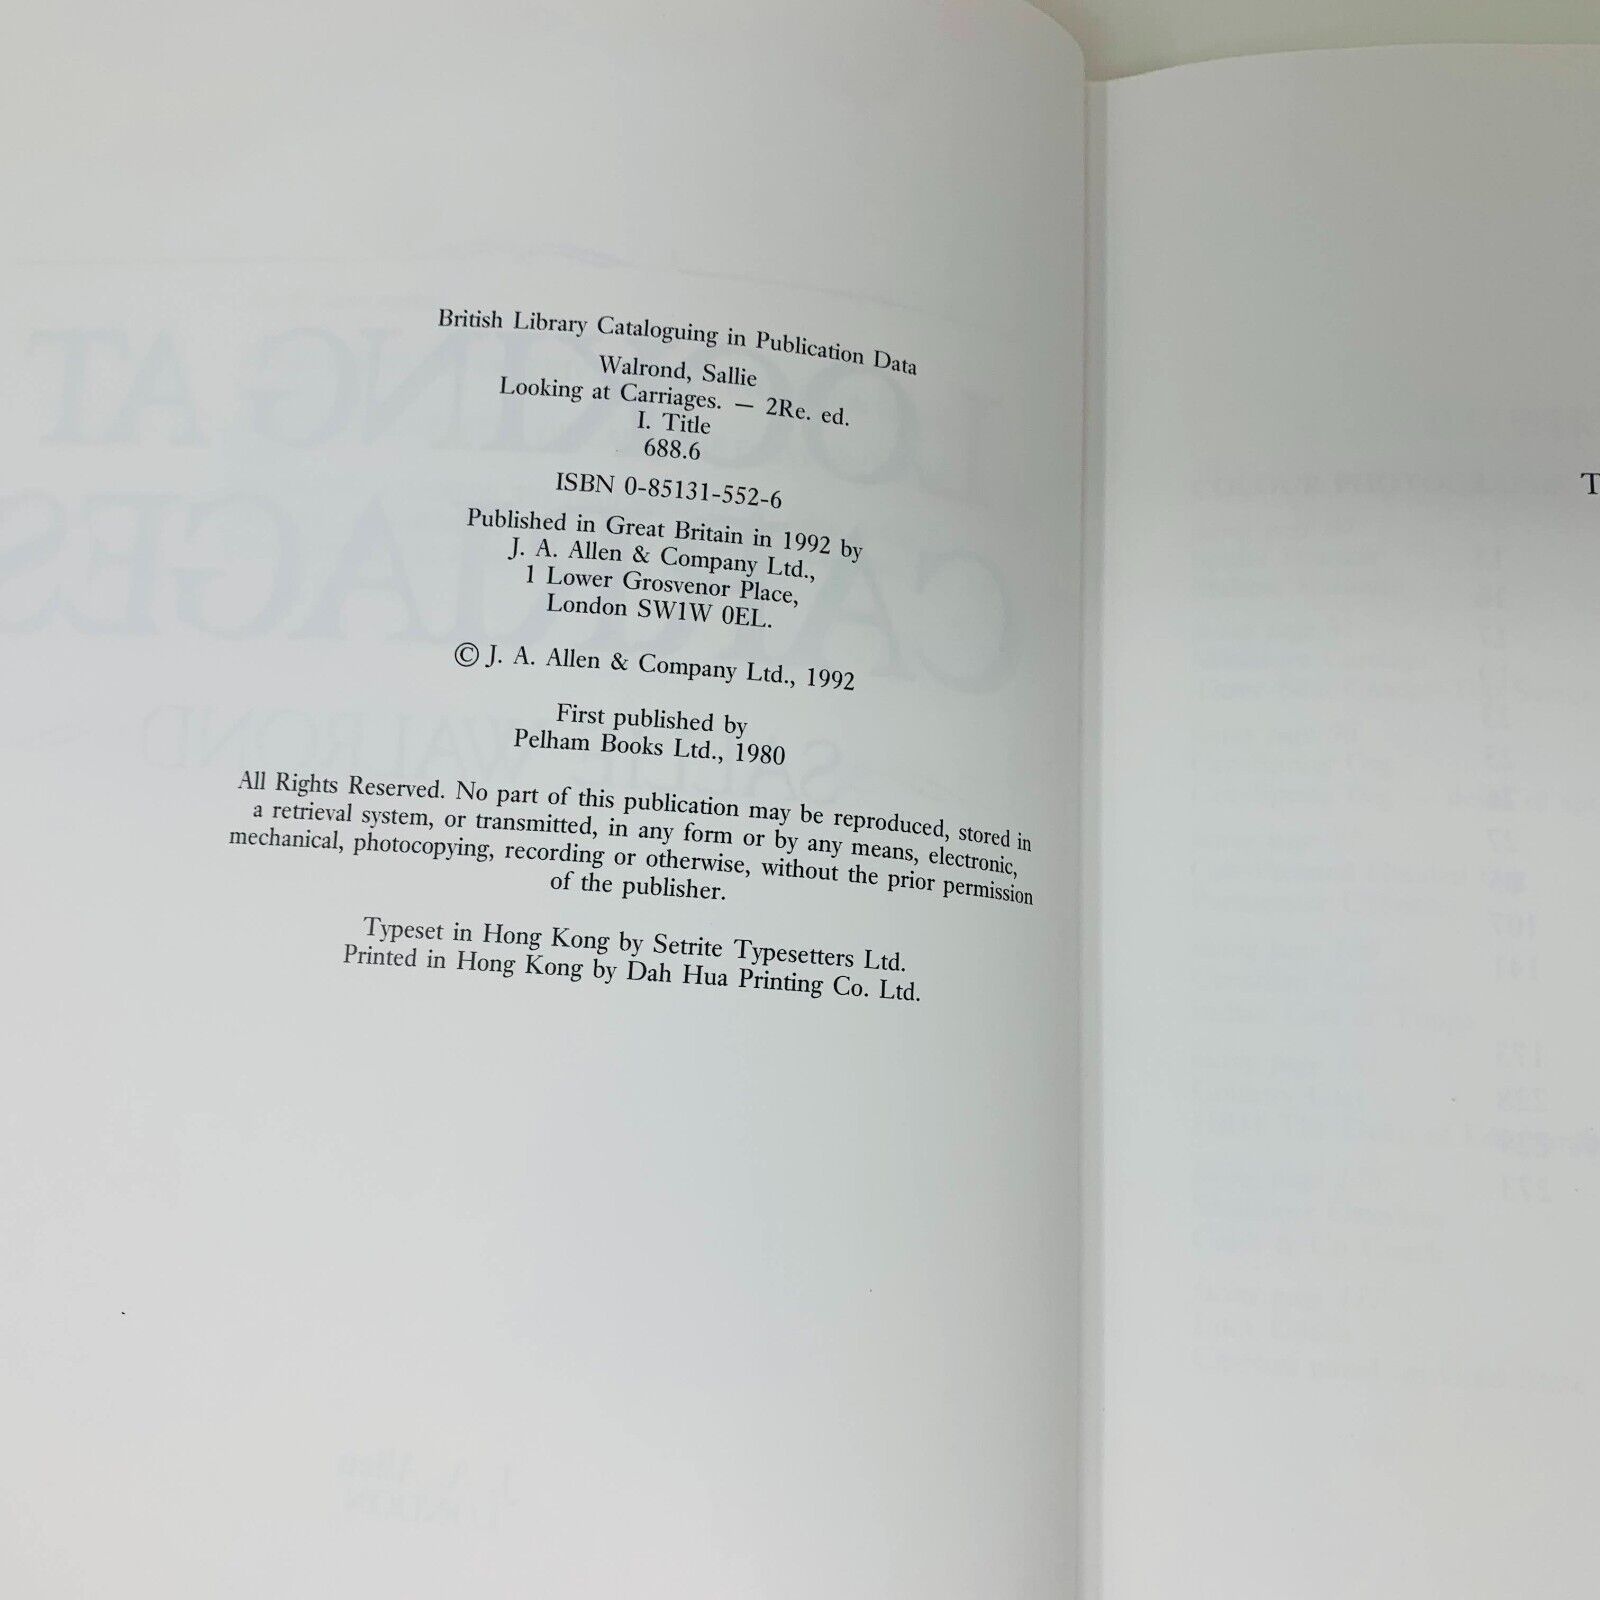 British Library Cataloguing in Publication Data
Walrond, Sallie
Looking at Carriages. — 2Re. ed.
I. Title
688.6
ISBN 0-85131-552-6
Published in Great Britain in 1992 by
J. A. Allen & Company Ltd.,
1 Lower Grosvenor Place,
London SW1W 0EL.
© J. A. Allen & Company Ltd., 1992
First published by
Pelham Books Ltd., 1980
All Rights Reserved. No part of this publication may be reproduced, stored in
a retrieval system, or transmitted, in any form or by any means, electronic,
mechanical, photocopying, recording or otherwise, without the prior permission
of the publisher.
Typeset in Hong Kong by Setrite Typesetters Ltd.
Printed in Hong Kong by Dah Hua Printing Co. Ltd.
T